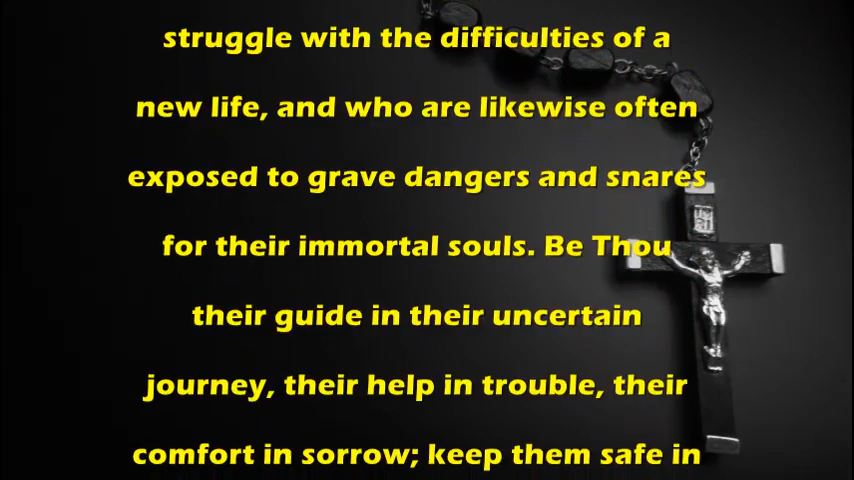 struggle with the difficulties of a
new life, and who are likewise often
exposed to grave dangers and snares
for their immortal souls. Be Thou
their guide in their uncertain
journey, their help in trouble, their
comfort in sorrow; keep them safe in